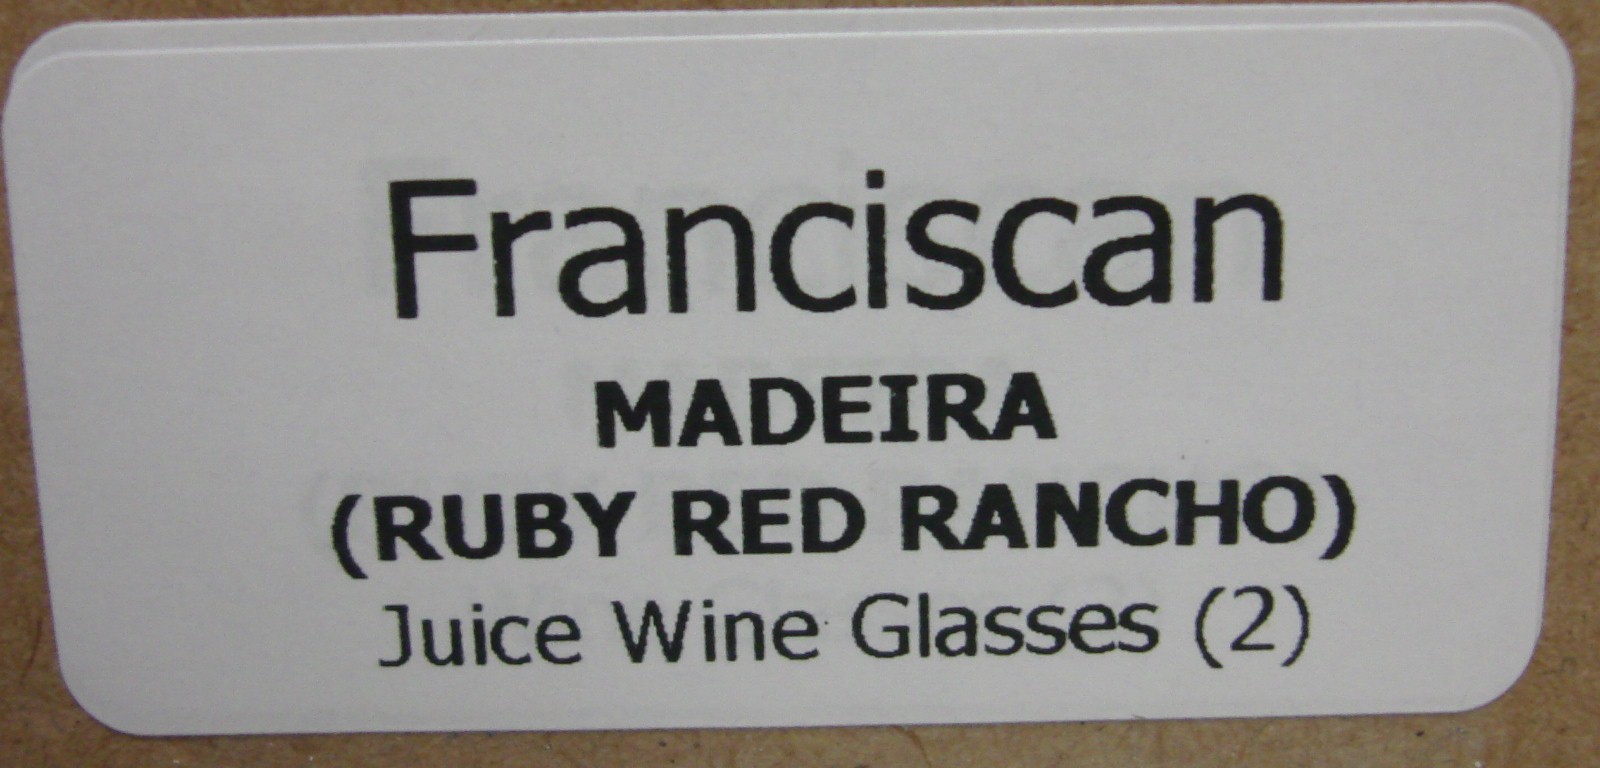 Franciscan
MADEIRA
(RUBY RED RANCHO)
Juice Wine Glasses (2)